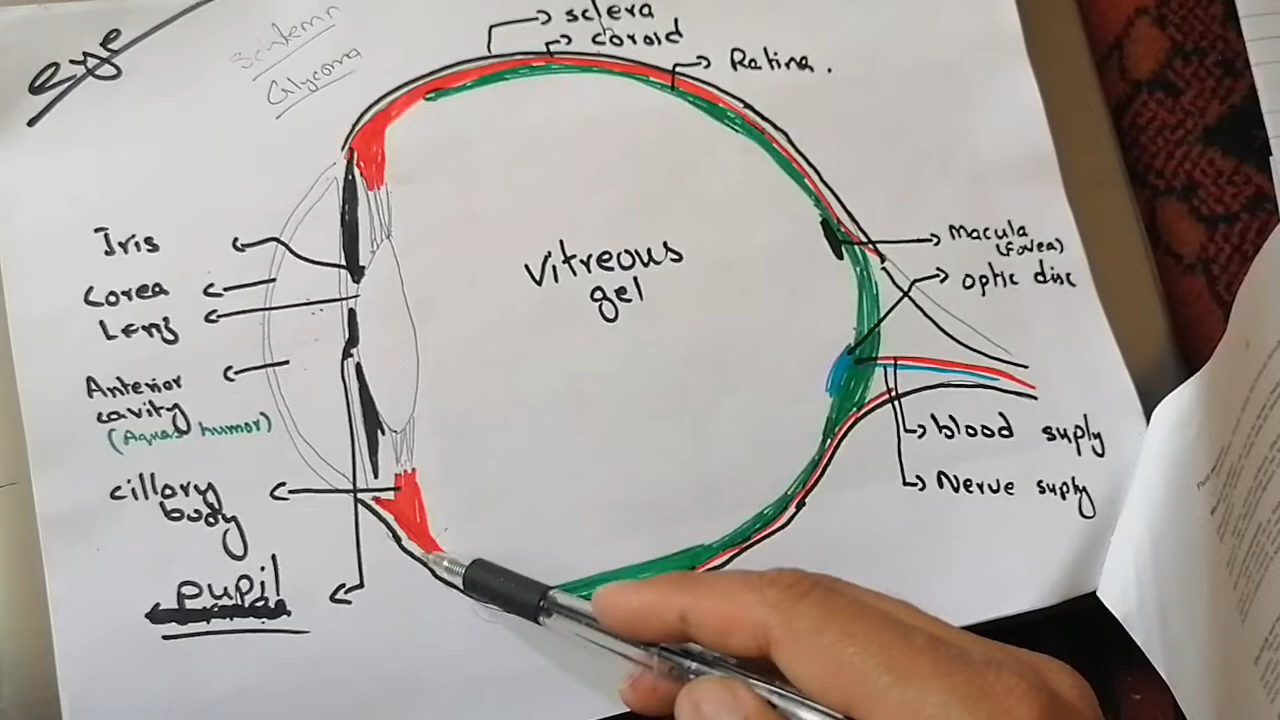 eye
Schlemn
Glycoma
sclera
coroid
Retina.
Iris
Corea
Lens
Anterior
cavity
(Aquas humor)
cillary
body
pupil
Vitreous
gel
Macula
(fovea)
optic disc
blood suply
Nerve suply